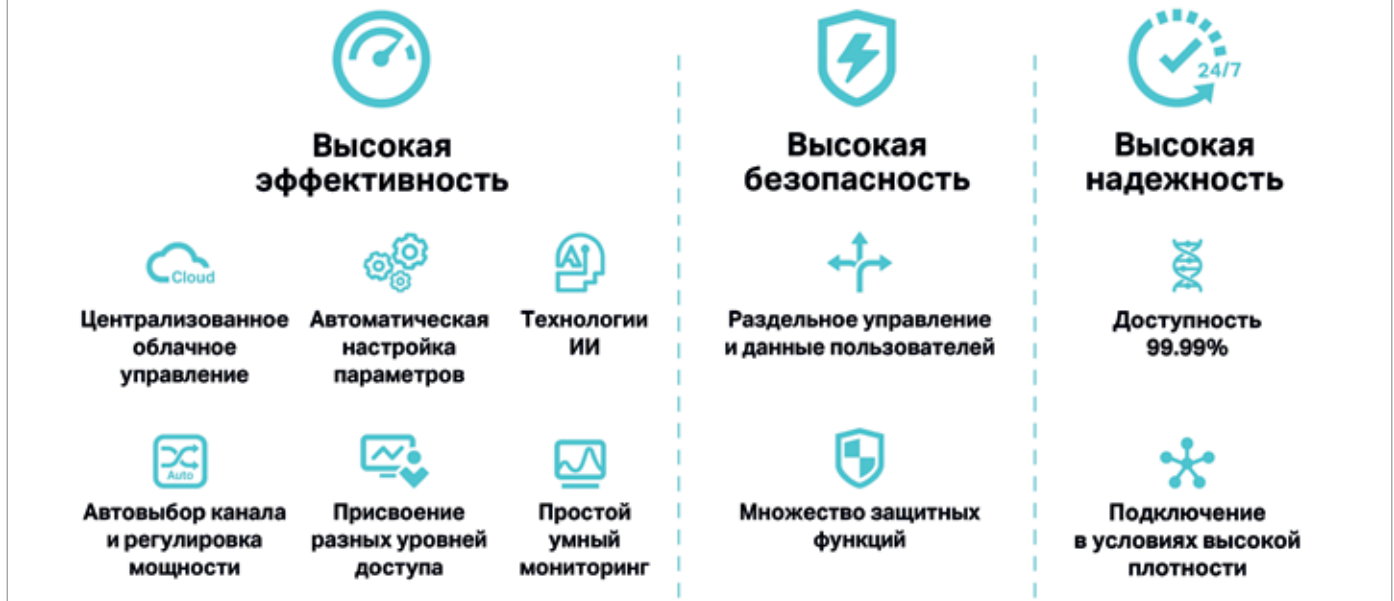 24/7
Высокая
эффективность
Высокая
безопасность
Высокая
надежность
Cloud
AI
Централизованное
облачное
управление
Автоматическая
настройка
параметров
Технологии
ИИ
Раздельное управление
и данные пользователей
Доступность
99.99%
Auto
Автовыбор канала
и регулировка
мощности
Присвоение
разных уровней
доступа
Простой
умный
мониторинг
Множество защитных
функций
Подключение
в условиях высокой
плотности